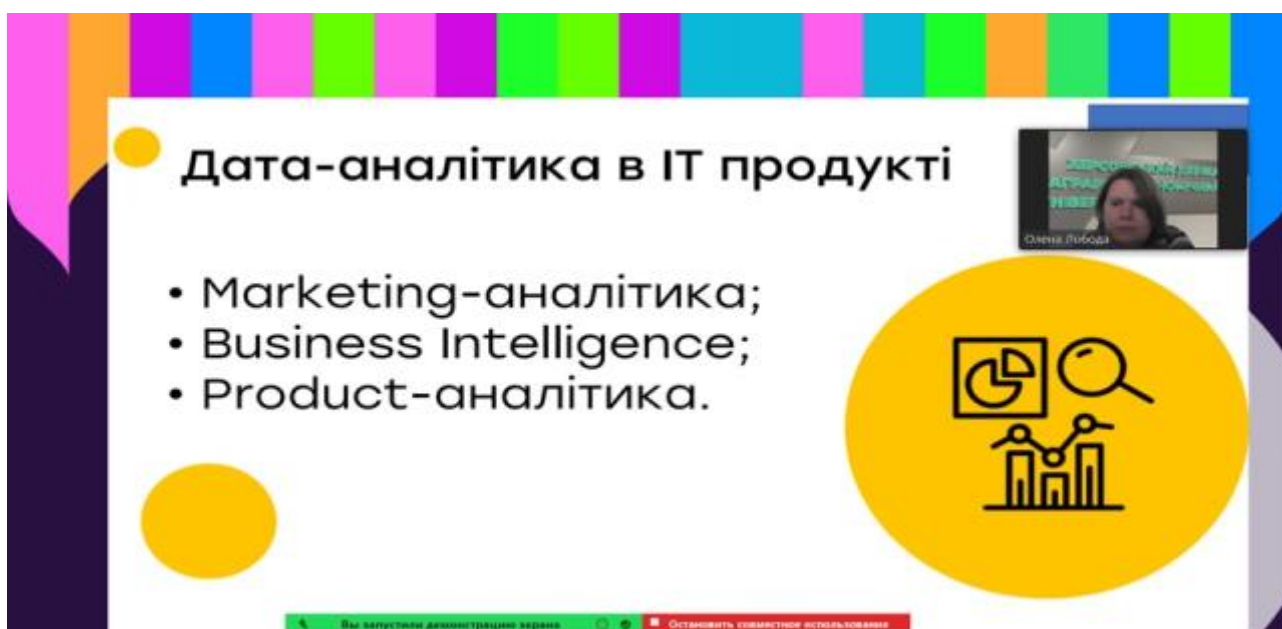 Дата-аналітика в IT продукті
Олена Лобода
• Marketing-аналітика;
• Business Intelligence;
• Product-аналітика.
Вы запустили демонстрацию экрана
Остановить совместное использование